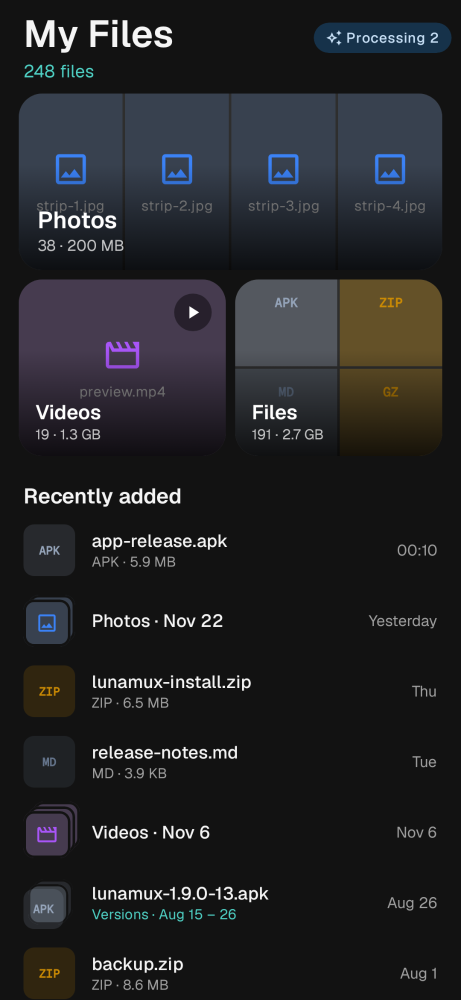 My Files
Processing 2
248 files
strip-1.jpg
strip-2.jpg
strip-3.jpg
strip-4.jpg
Photos
38 · 200 MB
preview.mp4
Videos
19 · 1.3 GB
APK
ZIP
MD
GZ
Files
191 · 2.7 GB
Recently added
APK
app-release.apk
APK · 5.9 MB
00:10
Photos · Nov 22
Yesterday
ZIP
lunamux-install.zip
ZIP · 6.5 MB
Thu
MD
release-notes.md
MD · 3.9 KB
Tue
Videos · Nov 6
Nov 6
APK
lunamux-1.9.0-13.apk
Versions · Aug 15 – 26
Aug 26
ZIP
backup.zip
ZIP · 8.6 MB
Aug 1